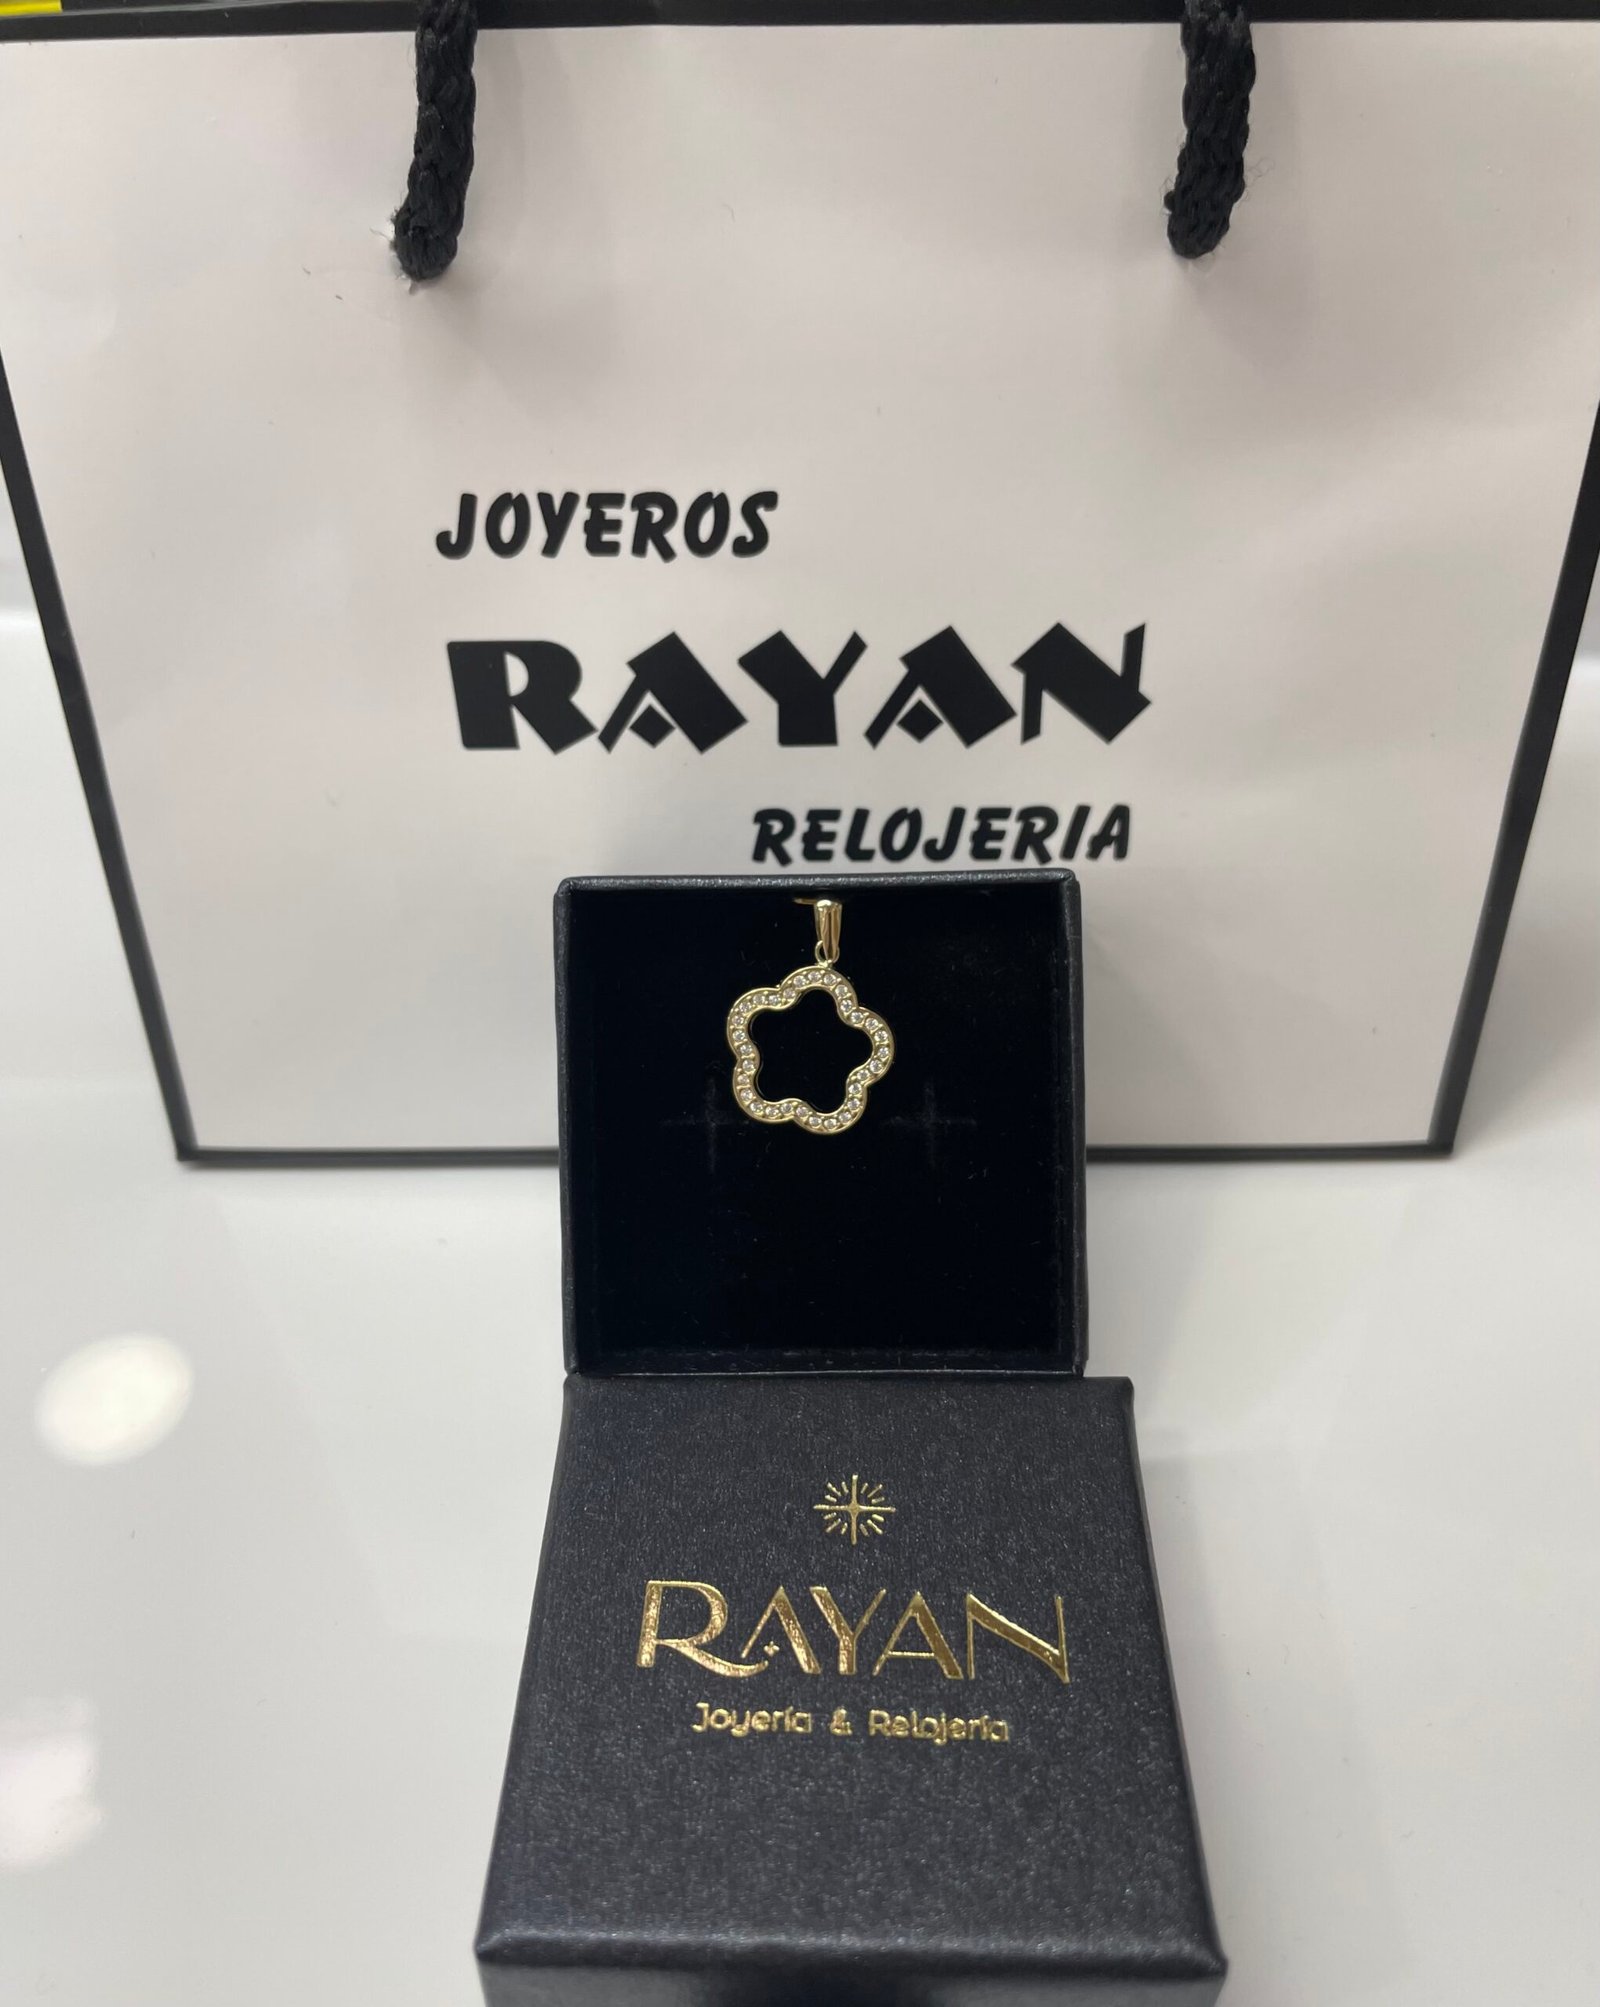 JOYEROS
RAYAN
RELOJERIA
RAYAN
Joyería & Relojería